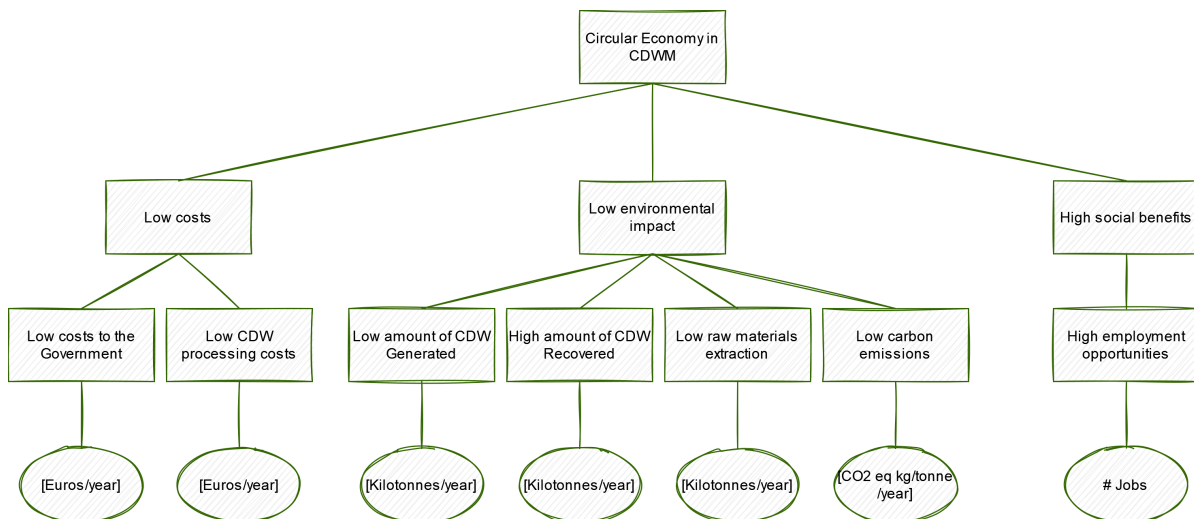 Circular Economy in
CDWM
Low costs
Low environmental
impact
High social benefits
Low costs to the
Government
Low CDW
processing costs
Low amount of CDW
Generated
High amount of CDW
Recovered
Low raw materials
extraction
Low carbon
emissions
High employment
opportunities
[Euros/year]
[Euros/year]
[Kilotonnes/year]
[Kilotonnes/year]
[Kilotonnes/year]
[CO2 eq kg/tonne
/year]
# Jobs